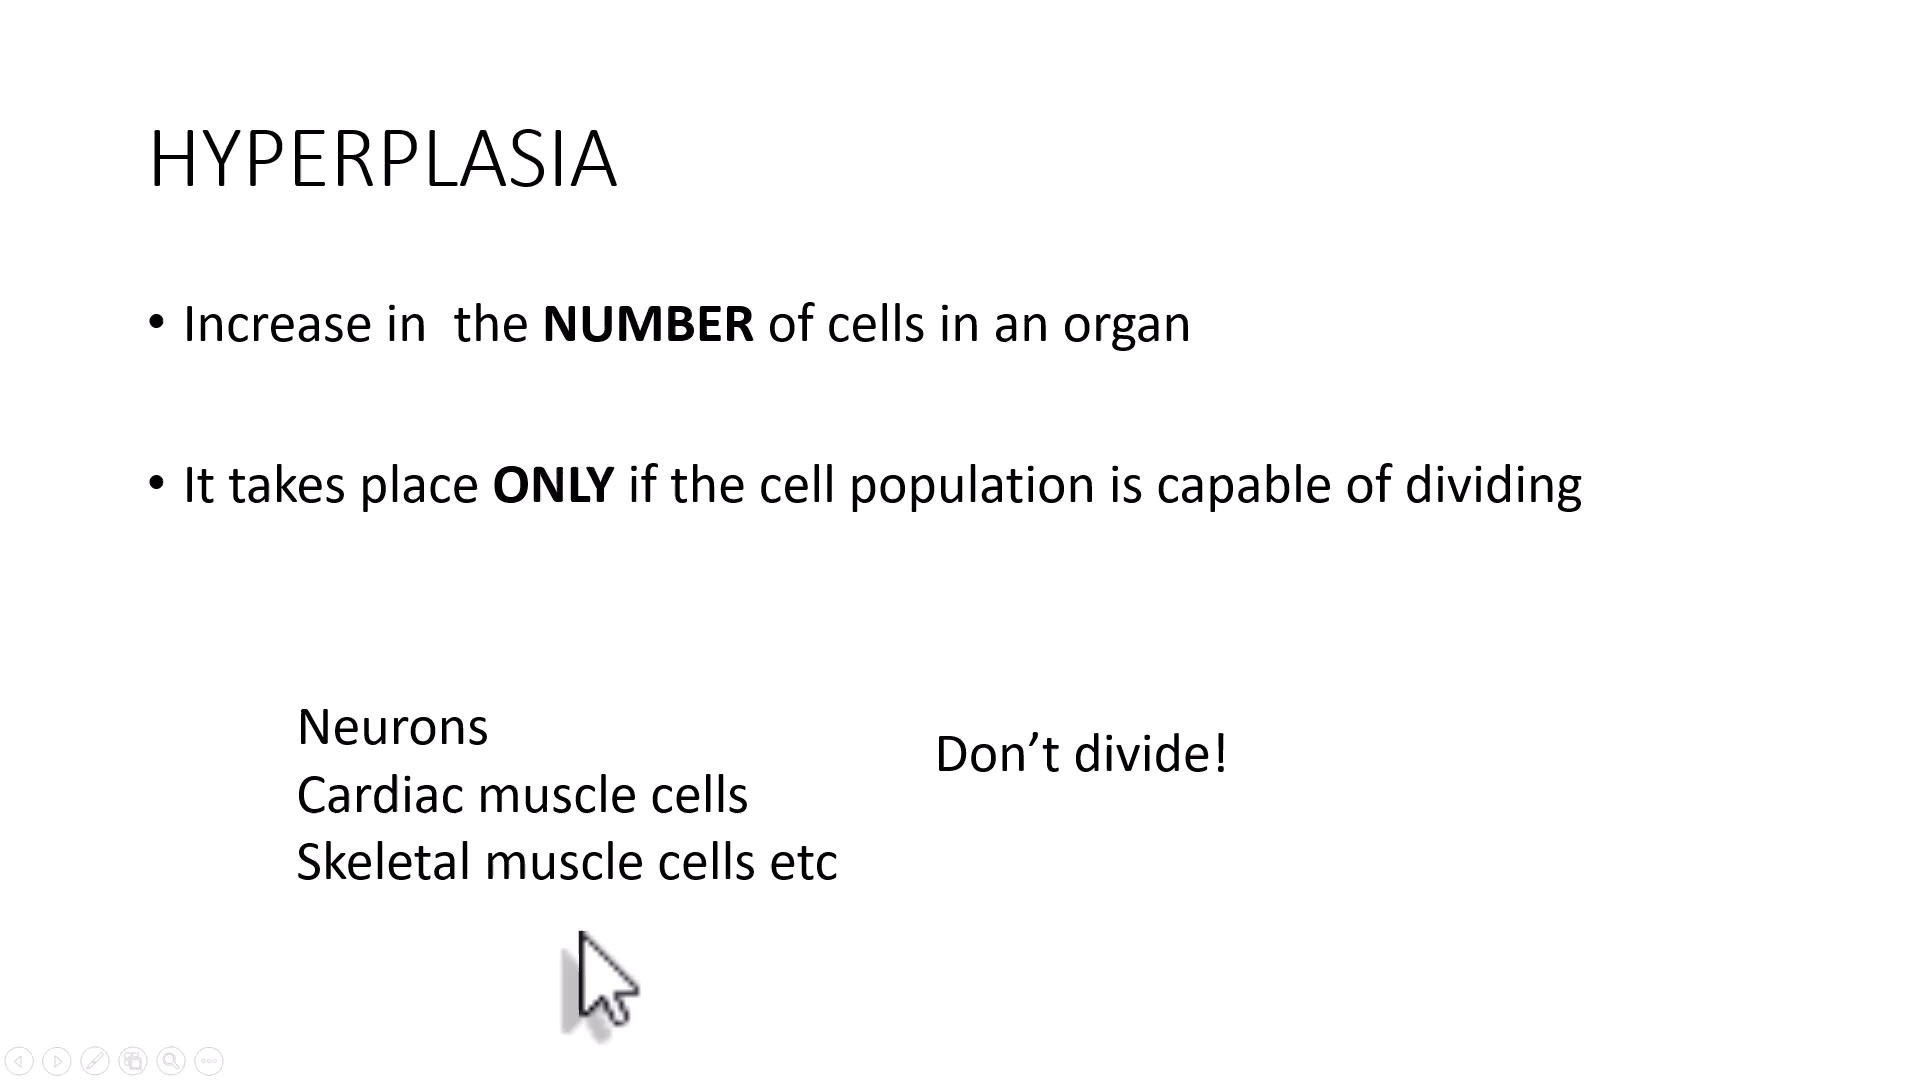 HYPERPLASIA
• Increase in  the NUMBER of cells in an organ
• It takes place ONLY if the cell population is capable of dividing
Neurons
Cardiac muscle cells
Skeletal muscle cells etc
Don’t divide!